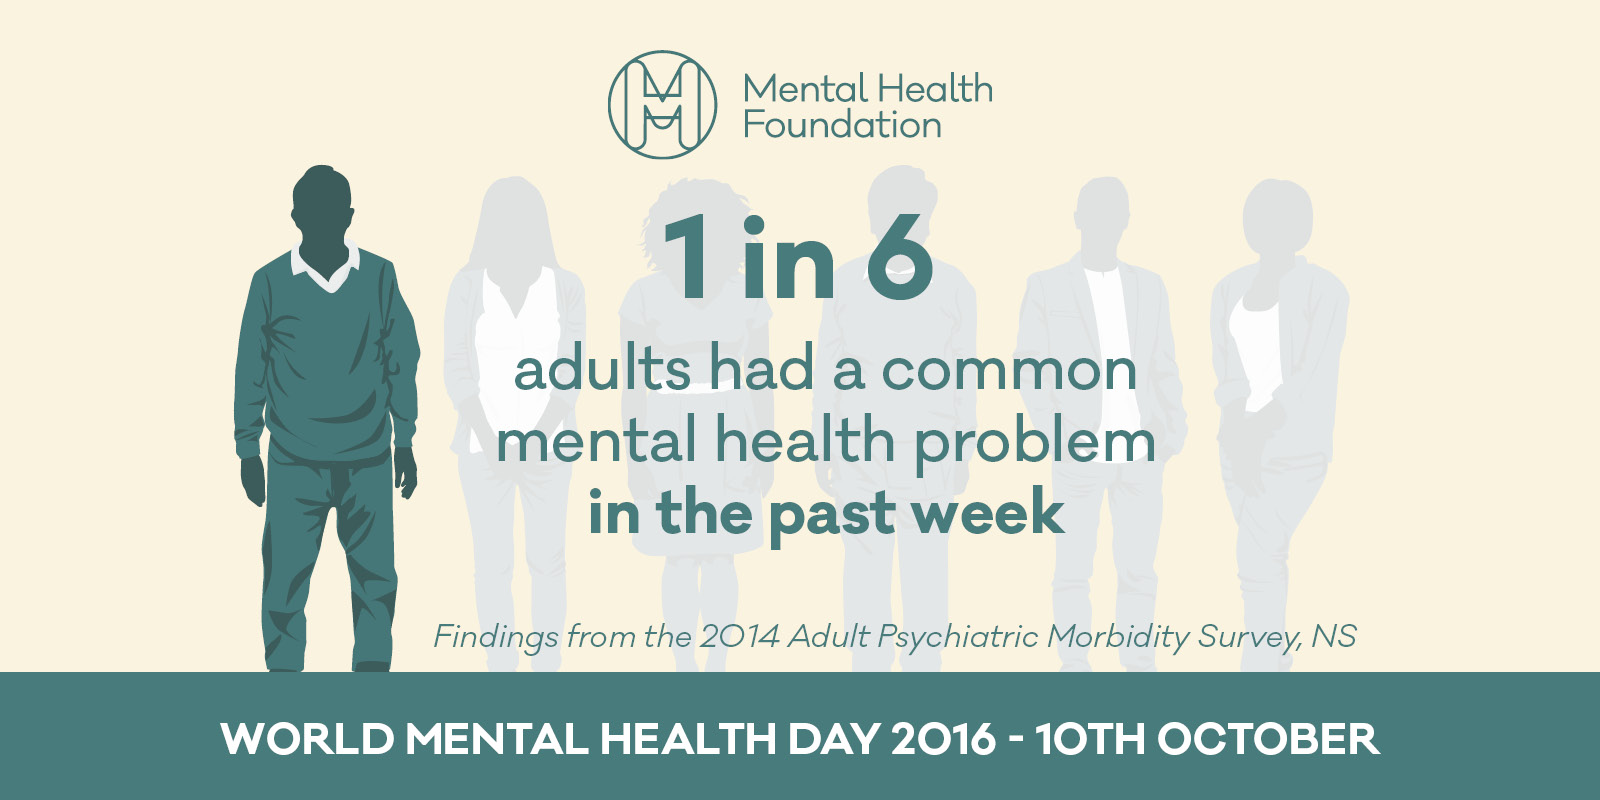 Mental Health
Foundation
1 in 6
adults had a common
mental health problem
in the past week
Findings from the 2014 Adult Psychiatric Morbidity Survey, NS
WORLD MENTAL HEALTH DAY 2016 - 10TH OCTOBER